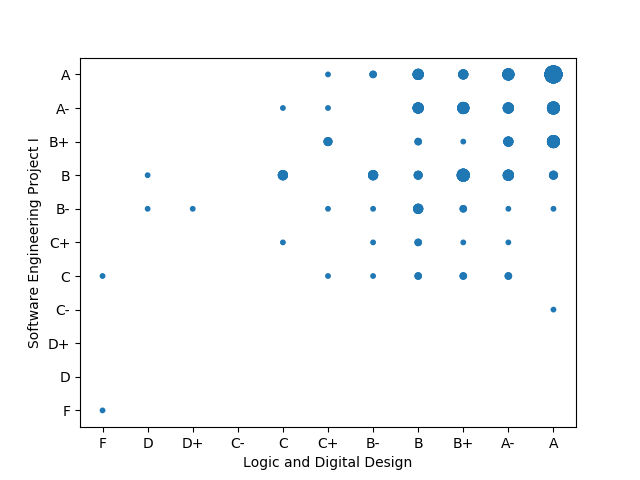 Software Engineering Project I
A
A-
B+
B
B-
C+
C
C-
D+
D
F
F D D+ C- C C+ B- B B+ A- A
Logic and Digital Design